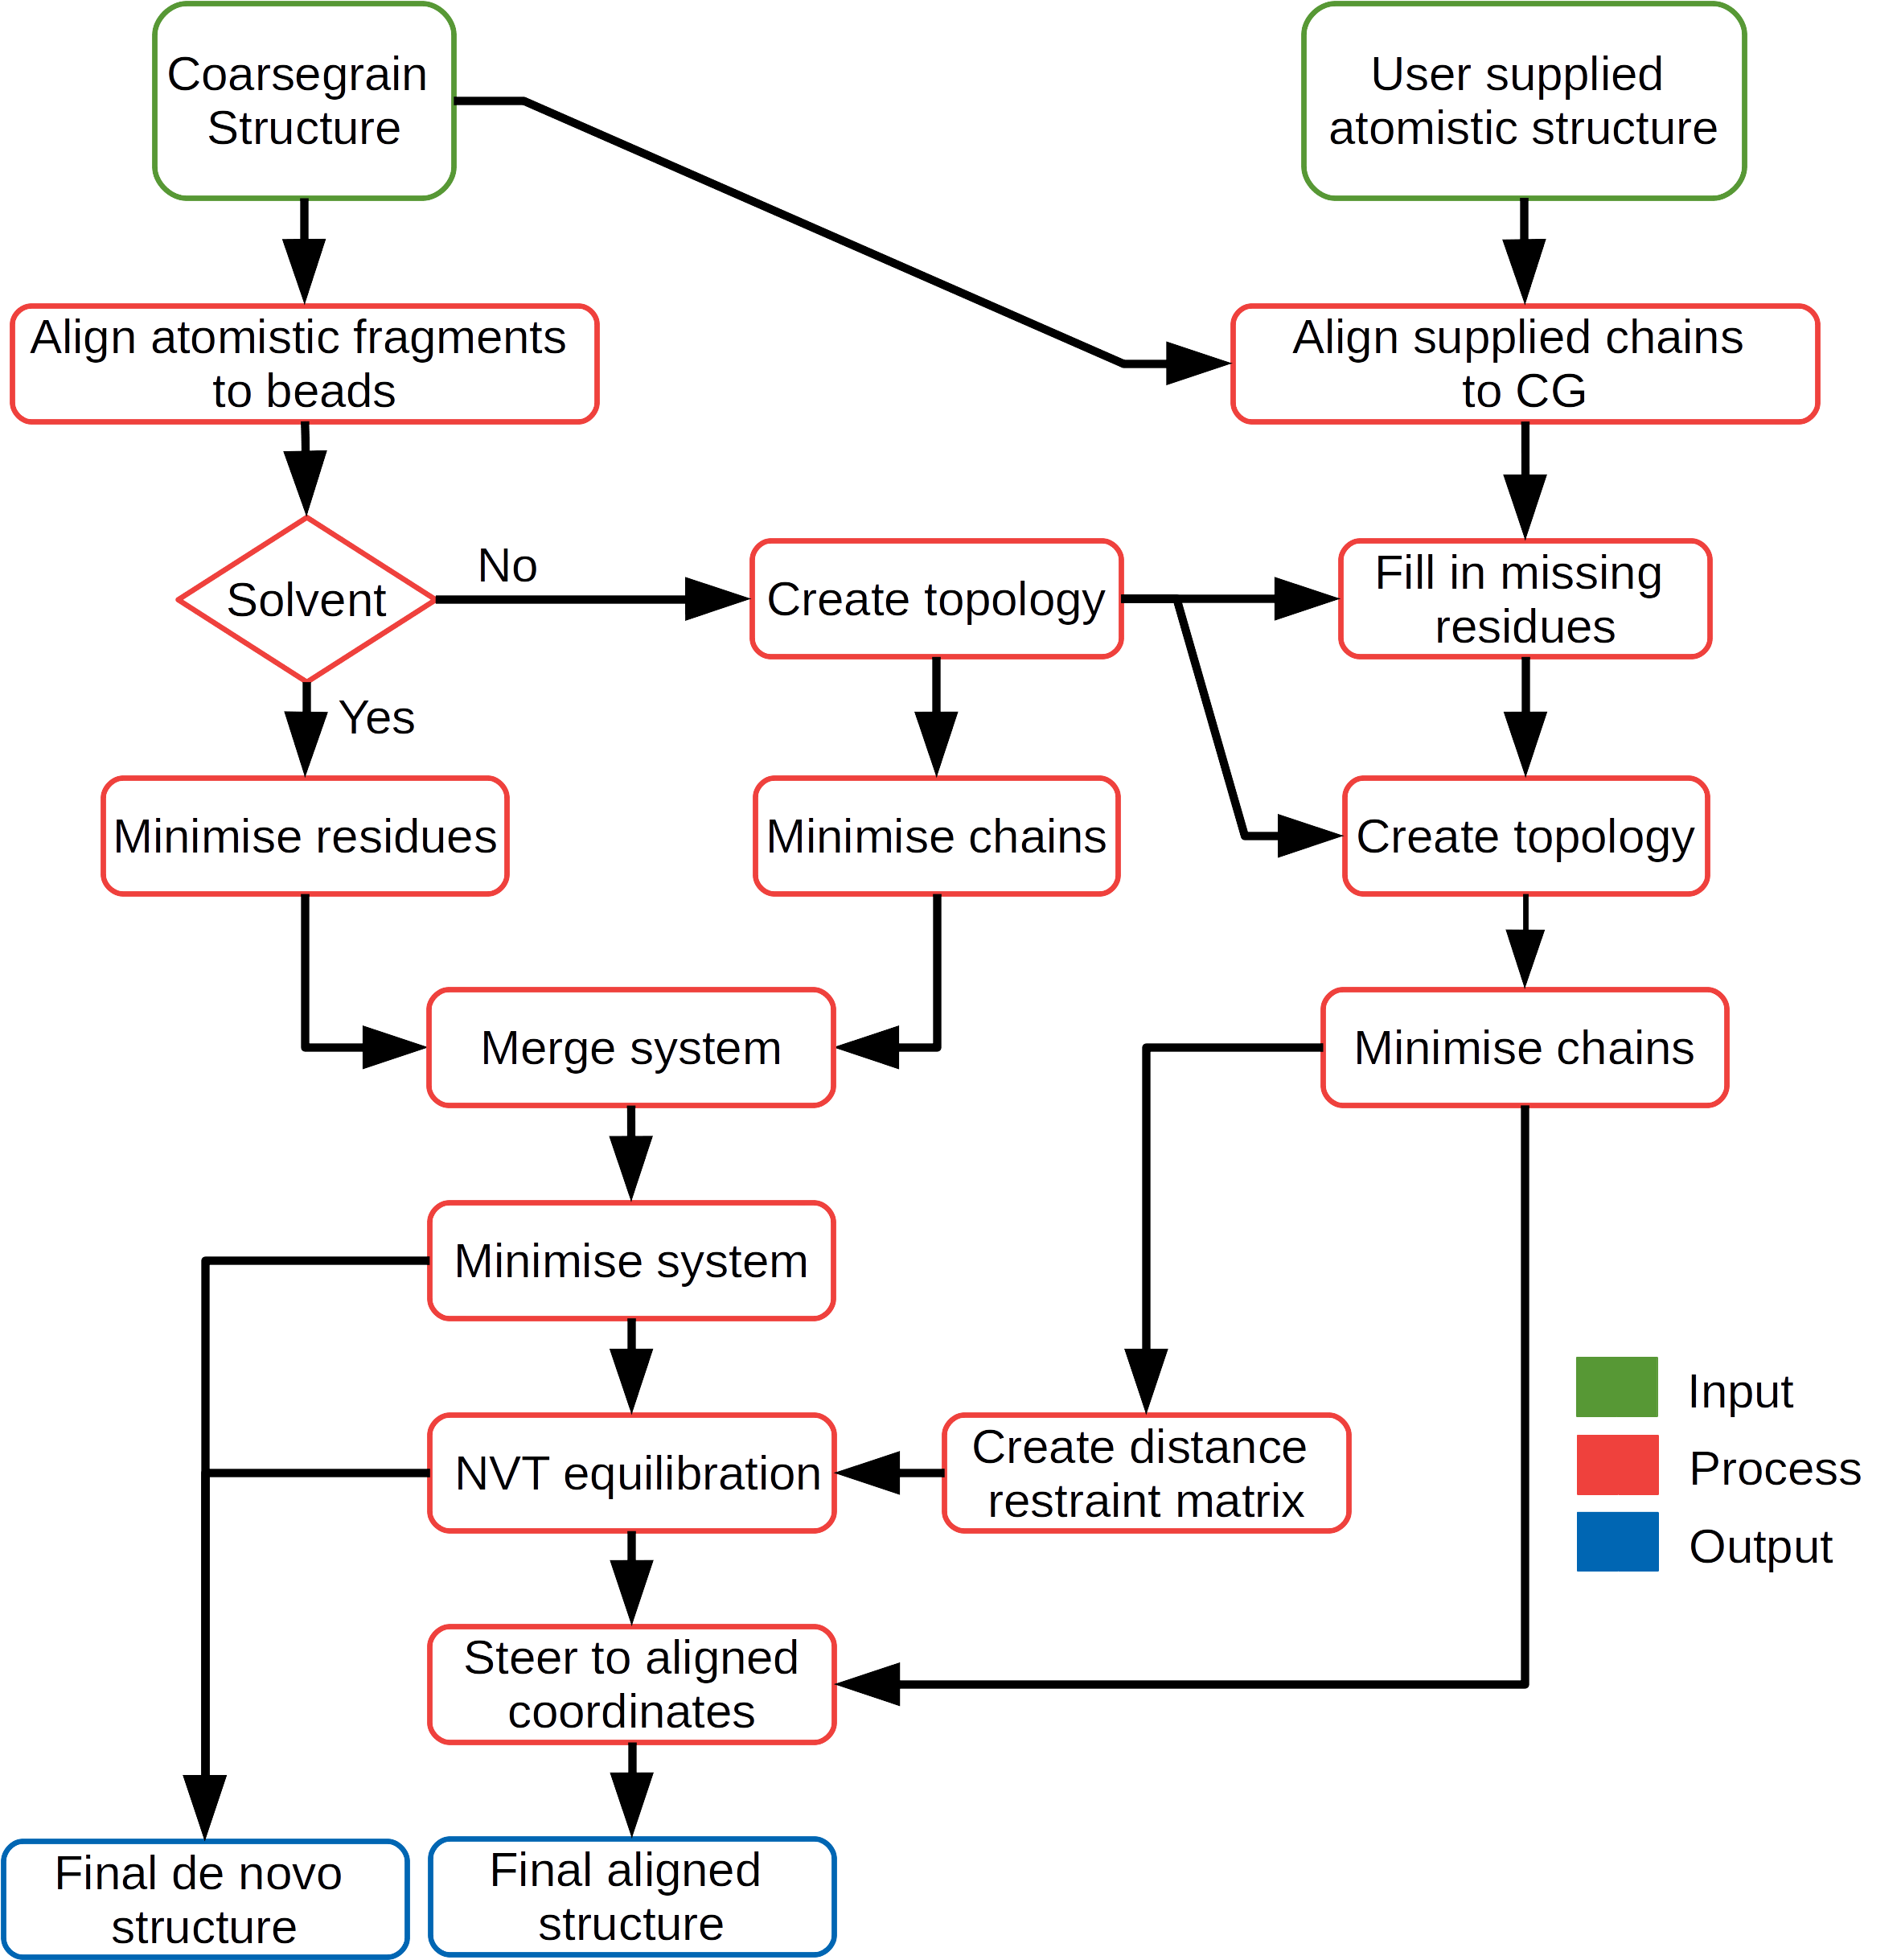 Coarsegrain
Structure
User supplied
atomistic structure
Align atomistic fragments
to beads
Align supplied chains
to CG
Solvent
No
Yes
Create topology
Fill in missing
residues
Minimise residues
Minimise chains
Create topology
Merge system
Minimise chains
Minimise system
NVT equilibration
Create distance
restraint matrix
Input
Process
Output
Steer to aligned
coordinates
Final de novo
structure
Final aligned
structure